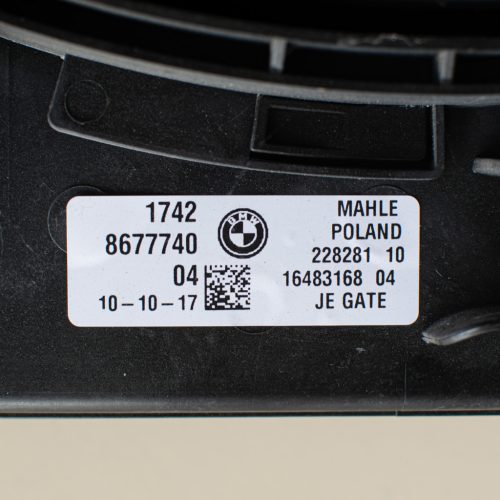 1742
8677740
04
10-10-17
BMW
MAHLE
POLAND
228281 10
16483168 04
JE GATE